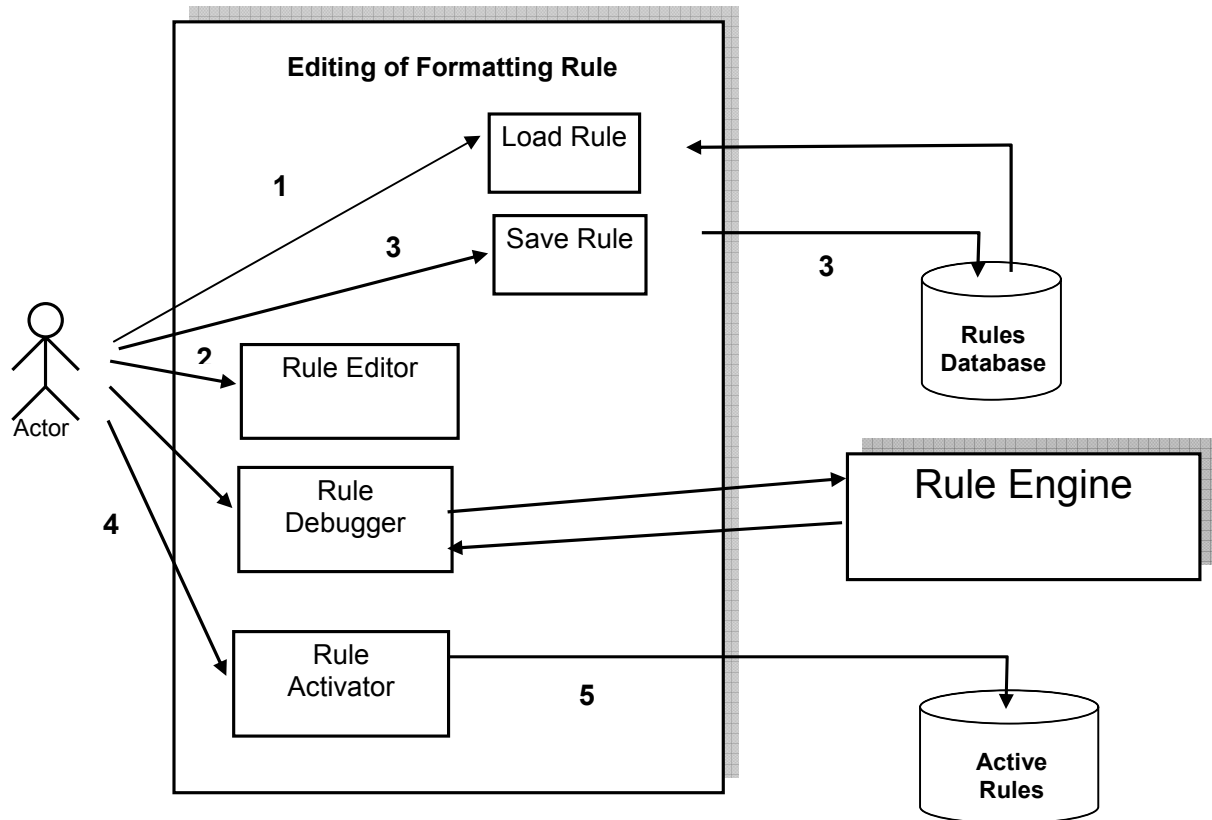 Editing of Formatting Rule
Load Rule
1
Save Rule
3
3
Rules
Database
2
Rule Editor
Actor
Rule Engine
Rule
Debugger
4
Rule
Activator
5
Active
Rules